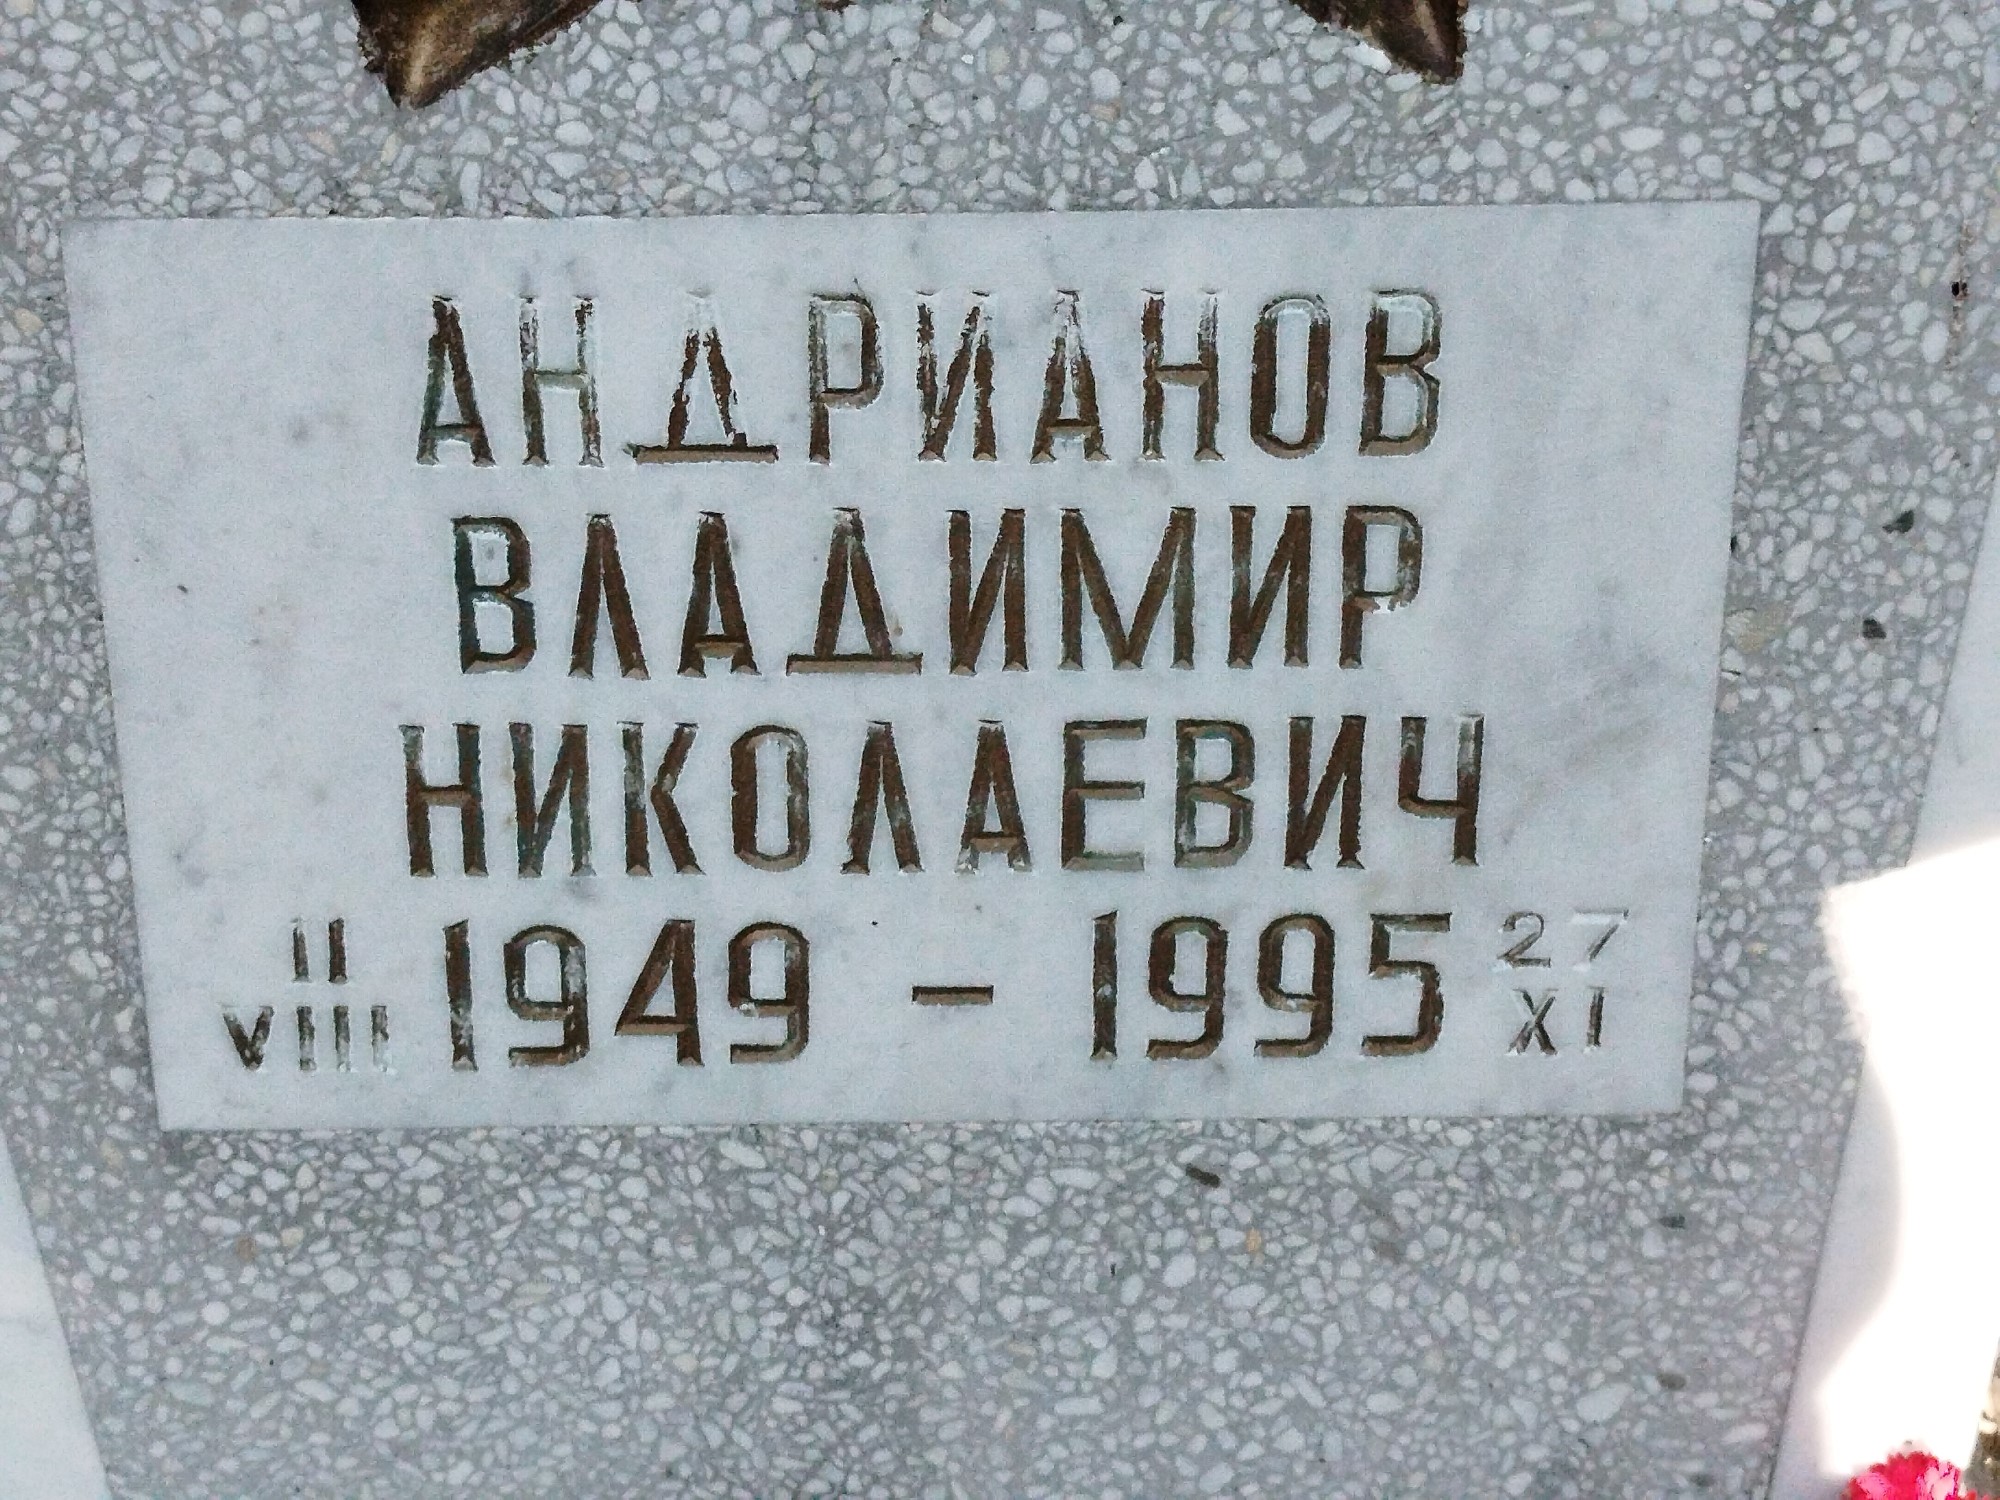 АНДРИАНОВ
ВЛАДИМИР
НИКОЛАЕВИЧ
11 VIII 1949 - 1995 27 XI